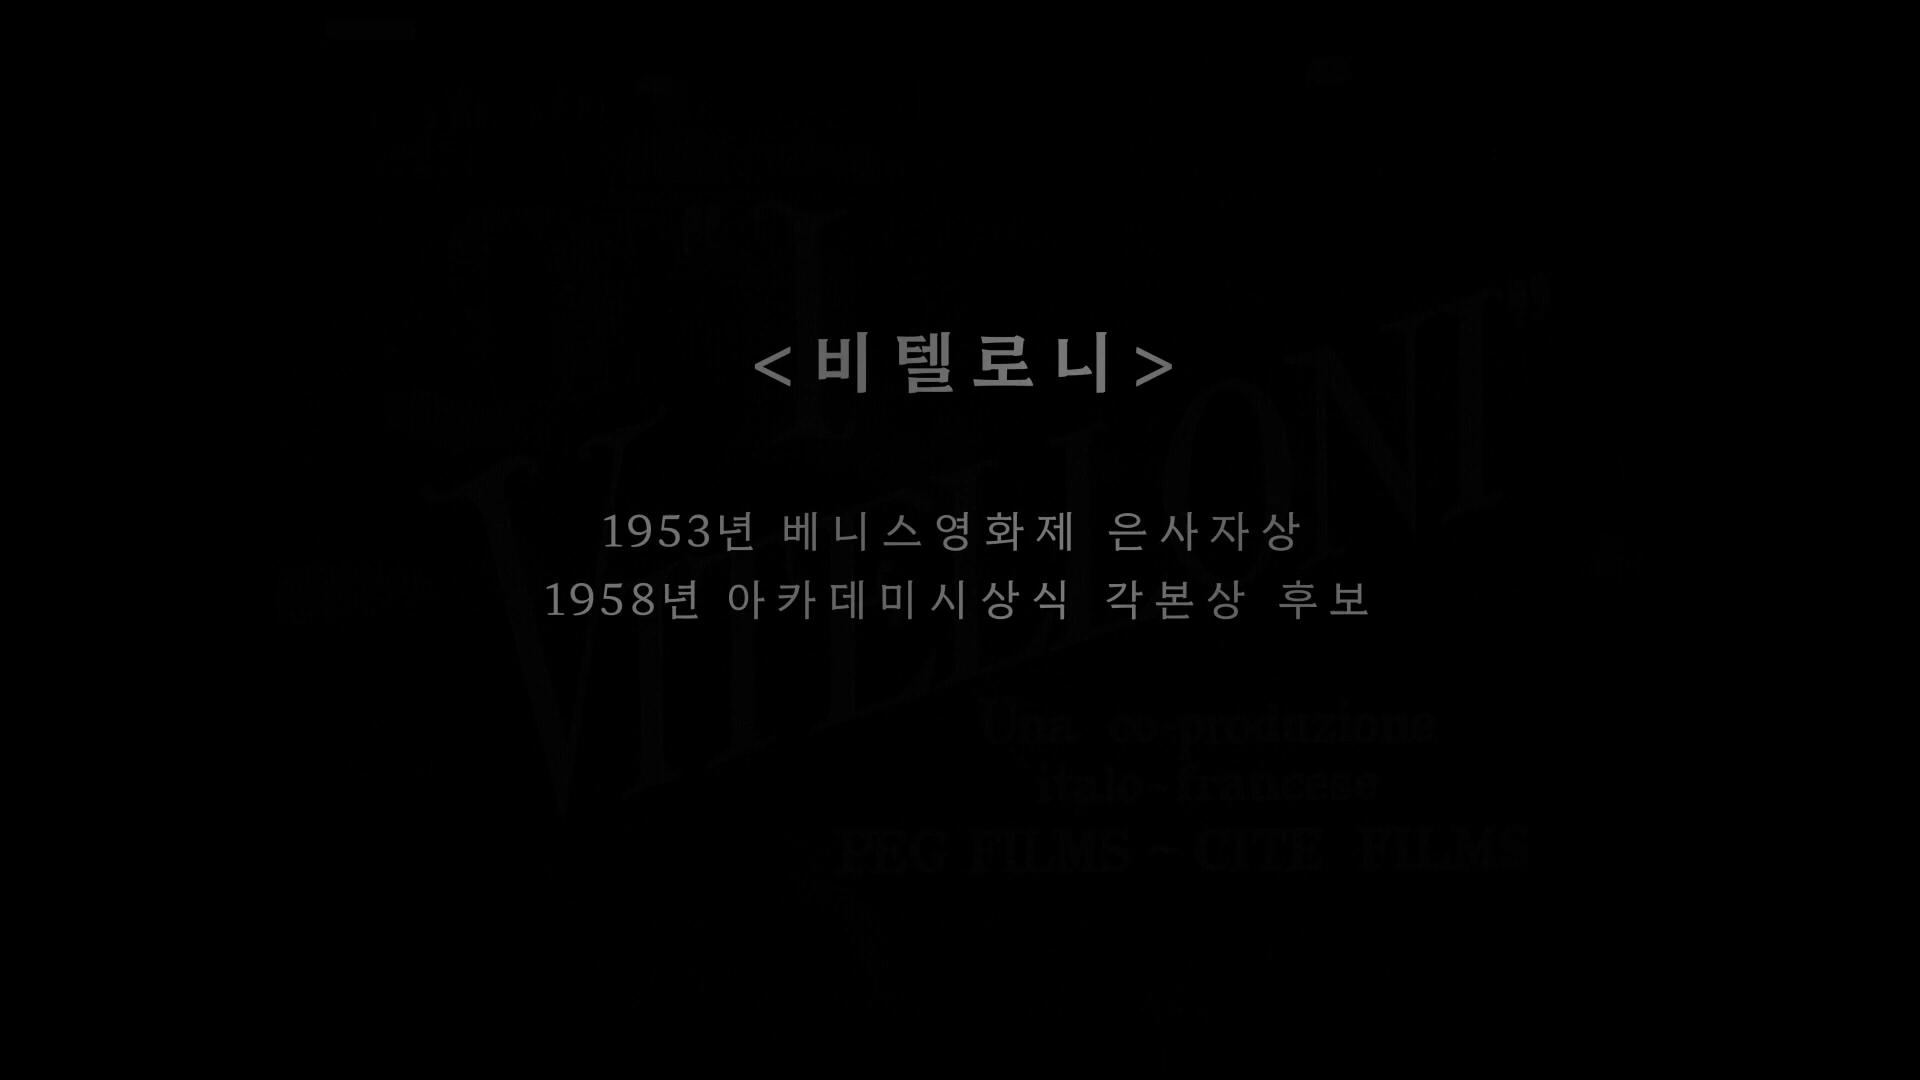 <비텔로니>
1953년 베니스영화제 은사자상
1958년 아카데미시상식 각본상 후보
"I
VITELLONI"
Una co-produzione
italo-francese
PEG FILMS - CITE FILMS